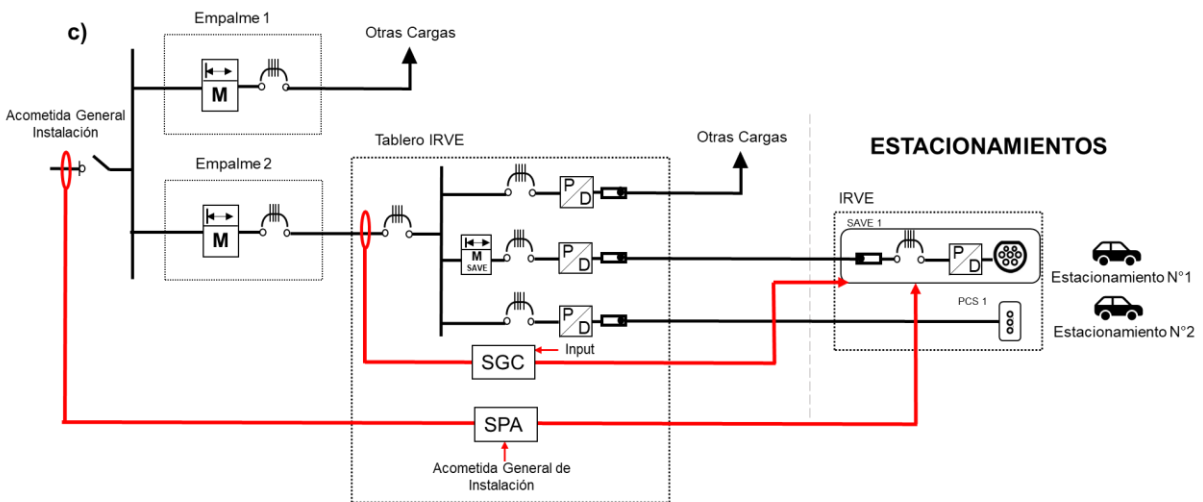 c)
Empalme 1
Otras Cargas
M
Acometida General
Instalación
Tablero IRVE
Otras Cargas
ESTACIONAMIENTOS
Empalme 2
P
D
IRVE
SAVE 1
M
M
SAVE
P
D
P
D
Estacionamiento N°1
PCS 1
P
D
Estacionamiento N°2
Input
SGC
SPA
Acometida General de
Instalación